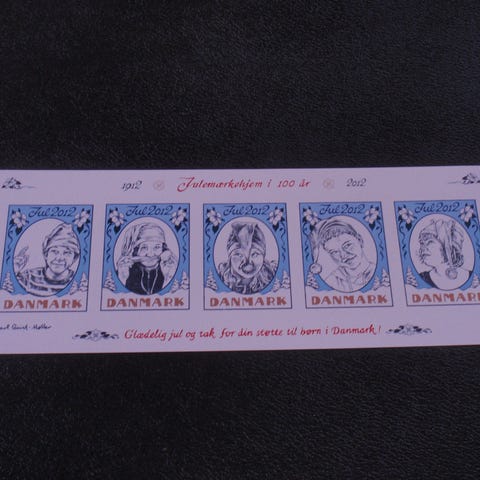 1912 Julemærkehjem i 100 år 2012
Jul 2012 Jul 2012 Jul 2012 Jul 2012 Jul 2012
DANMARK DANMARK DANMARK DANMARK DANMARK
Glædelig jul og tak for din støtte til børn i Danmark!